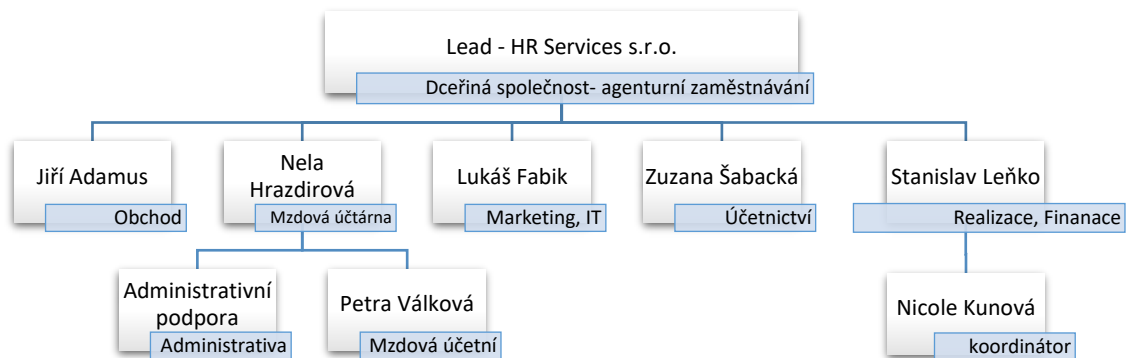 Lead - HR Services s.r.o.
Dceřiná společnost- agenturní zaměstnávání
Jiří Adamus
Obchod
Nela
Hrazdirová
Mzdová účtárna
Lukáš Fabik
Marketing, IT
Zuzana Šabacká
Účetnictví
Stanislav Leňko
Realizace, Finanace
Administrativní
podpora
Administrativa
Petra Válková
Mzdová účetní
Nicole Kunová
koordinátor